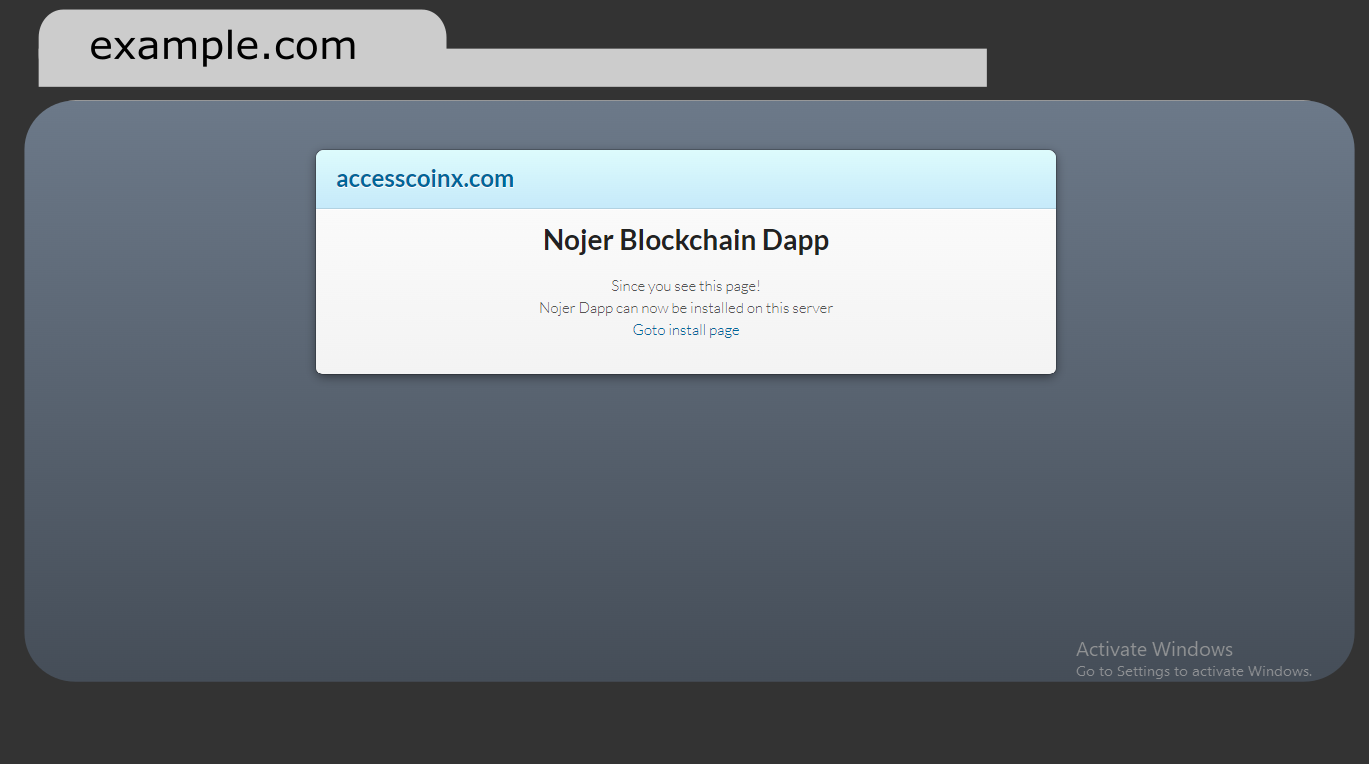 example.com
accesscoinx.com
Nojer Blockchain Dapp
Since you see this page!
Nojer Dapp can now be installed on this server
Goto install page
Activate Windows
Go to Settings to activate Windows.